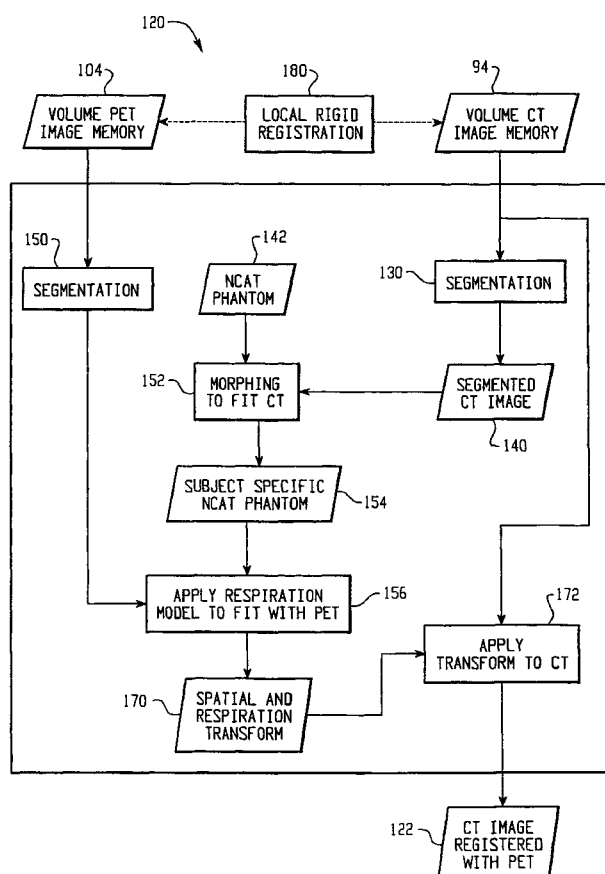 120
104
180
94
VOLUME PET
IMAGE MEMORY
LOCAL RIGID
REGISTRATION
VOLUME CT
IMAGE MEMORY
150
142
SEGMENTATION
NCAT
PHANTOM
130
SEGMENTATION
152
MORPHING
TO FIT CT
SEGMENTED
CT IMAGE
140
SUBJECT SPECIFIC
NCAT PHANTOM
154
APPLY RESPIRATION
MODEL TO FIT WITH PET
156
172
APPLY
TRANSFORM TO CT
170
SPATIAL AND
RESPIRATION
TRANSFORM
122
CT IMAGE
REGISTERED
WITH PET